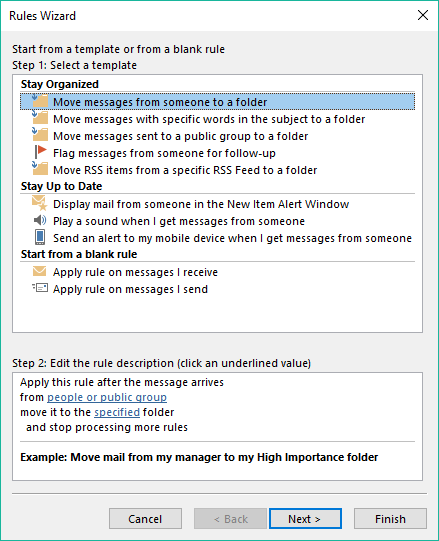 Rules Wizard
Start from a template or from a blank rule
Step 1: Select a template
Stay Organized
Move messages from someone to a folder
Move messages with specific words in the subject to a folder
Move messages sent to a public group to a folder
Flag messages from someone for follow-up
Move RSS items from a specific RSS Feed to a folder
Stay Up to Date
Display mail from someone in the New Item Alert Window
Play a sound when I get messages from someone
Send an alert to my mobile device when I get messages from someone
Start from a blank rule
Apply rule on messages I receive
Apply rule on messages I send
Step 2: Edit the rule description (click an underlined value)
Apply this rule after the message arrives
from people or public group
move it to the specified folder
and stop processing more rules
Example: Move mail from my manager to my High Importance folder
Cancel < Back Next > Finish